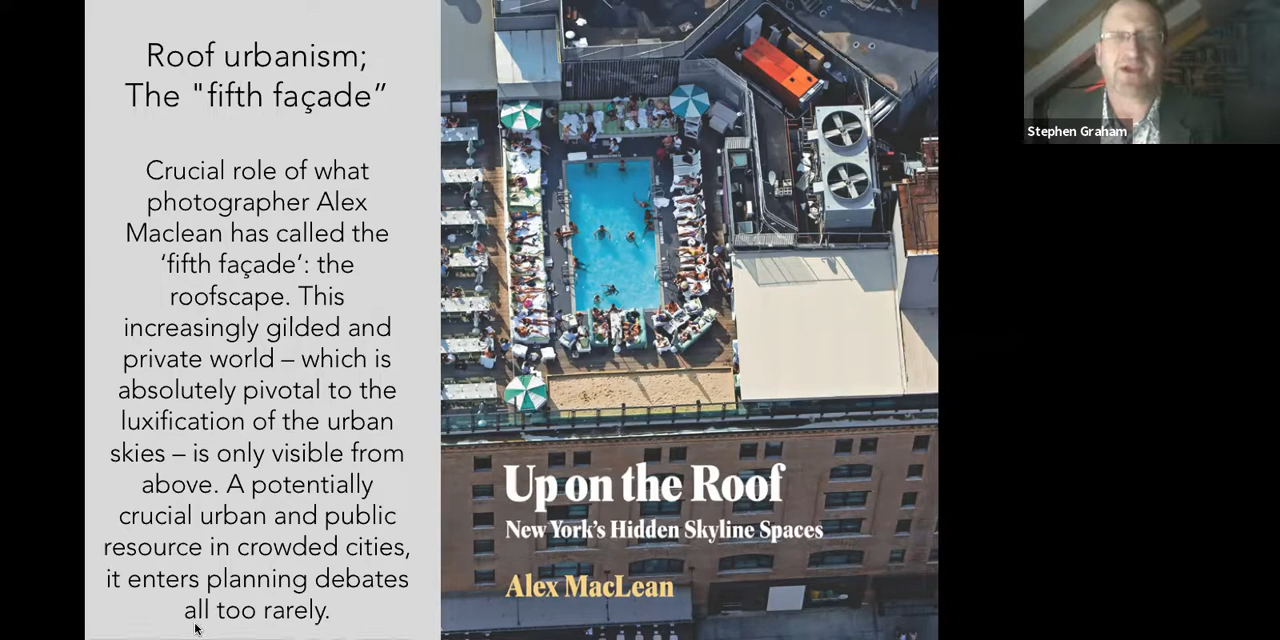 Roof urbanism;
The "fifth façade”
Crucial role of what
photographer Alex
Maclean has called the
‘fifth façade’: the
roofscape. This
increasingly gilded and
private world – which is
absolutely pivotal to the
luxification of the urban
skies – is only visible from
above. A potentially
crucial urban and public
resource in crowded cities,
it enters planning debates
all too rarely.
Up on the Roof
New York’s Hidden Skyline Spaces
Alex MacLean
Stephen Graham